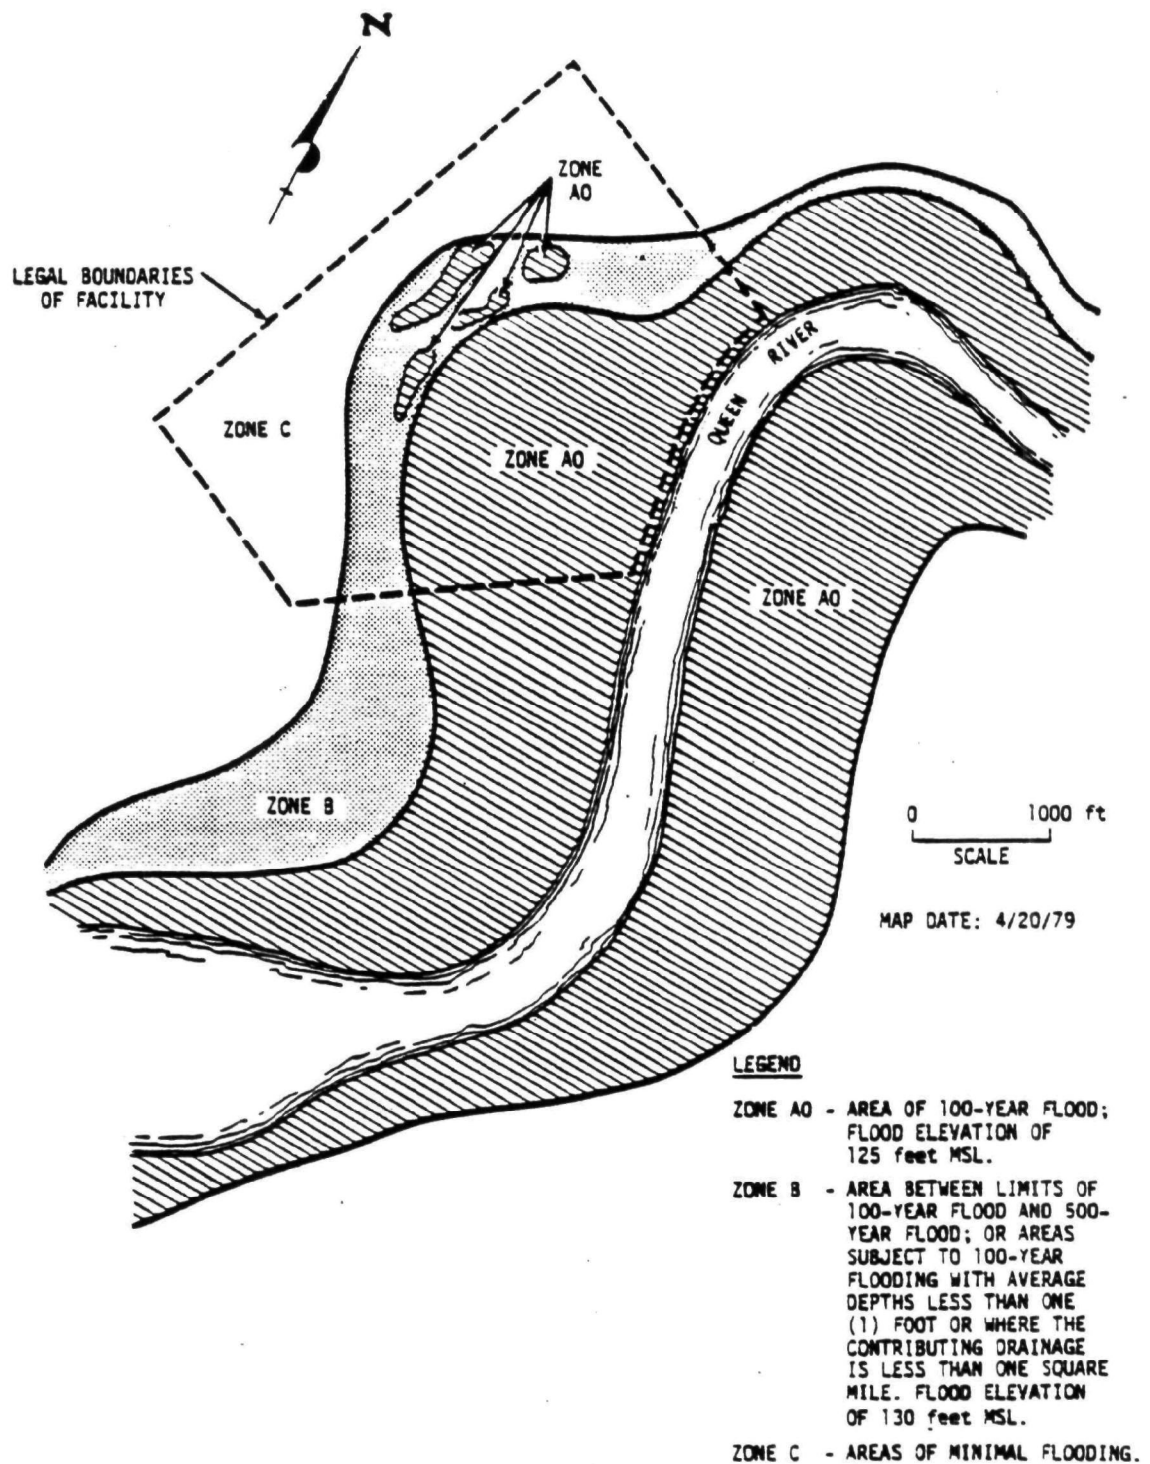 N
ZONE
AO
LEGAL BOUNDARIES
OF FACILITY
ZONE C
ZONE AO
QUEEN RIVER
ZONE AO
ZONE B
0 1000 ft
SCALE
MAP DATE: 4/20/79
LEGEND
ZONE AO - AREA OF 100-YEAR FLOOD;
FLOOD ELEVATION OF
125 feet MSL.
ZONE B - AREA BETWEEN LIMITS OF
100-YEAR FLOOD AND 500-
YEAR FLOOD; OR AREAS
SUBJECT TO 100-YEAR
FLOODING WITH AVERAGE
DEPTHS LESS THAN ONE
(1) FOOT OR WHERE THE
CONTRIBUTING DRAINAGE
IS LESS THAN ONE SQUARE
MILE. FLOOD ELEVATION
OF 130 feet MSL.
ZONE C - AREAS OF MINIMAL FLOODING.